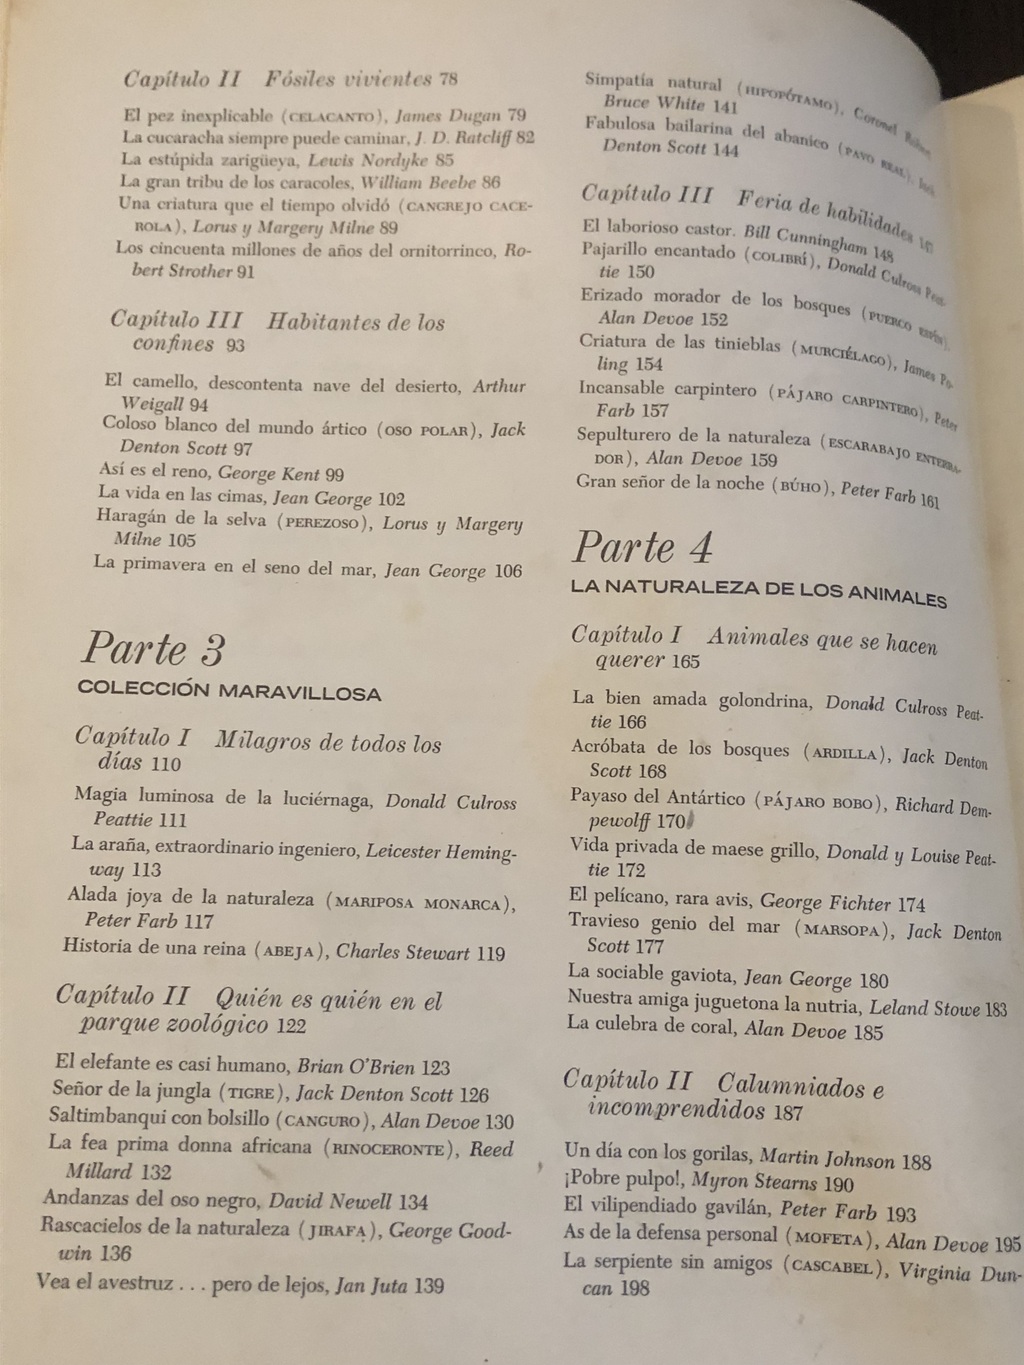 Capítulo II Fósiles vivientes 78
El pez inexplicable (CELACANTO), James Dugan 79
La cucaracha siempre puede caminar, J. D. Ratcliff 82
La estúpida zarigüeya, Lewis Nordyke 85
La gran tribu de los caracoles, William Beebe 86
Una criatura que el tiempo olvidó (CANGREJO CACE-
ROLA), Lorus y Margery Milne 89
Los cincuenta millones de años del ornitorrinco, Ro-
bert Strother 91
Capítulo III Habitantes de los
confines 93
El camello, descontenta nave del desierto, Arthur
Weigall 94
Coloso blanco del mundo ártico (OSO POLAR), Jack
Denton Scott 97
Así es el reno, George Kent 99
La vida en las cimas, Jean George 102
Haragán de la selva (PEREZOSO), Lorus y Margery
Milne 105
La primavera en el seno del mar, Jean George 106
Parte 3
COLECCIÓN MARAVILLOSA
Capítulo I Milagros de todos los
días 110
Magia luminosa de la luciérnaga, Donald Culross
Peattie 111
La araña, extraordinario ingeniero, Leicester Heming-
way 113
Alada joya de la naturaleza (MARIPOSA MONARCA),
Peter Farb 117
Historia de una reina (ABEJA), Charles Stewart 119
Capítulo II Quién es quién en el
parque zoológico 122
El elefante es casi humano, Brian O'Brien 123
Señor de la jungla (TIGRE), Jack Denton Scott 126
Saltimbanqui con bolsillo (CANGURO), Alan Devoe 130
La fea prima donna africana (RINOCERONTE), Reed
Millard 132
Andanzas del oso negro, David Newell 134
Rascacielos de la naturaleza (JIRAFA), George Good-
win 136
Vea el avestruz . . . pero de lejos, Jan Juta 139
Simpatía natural (HIPOPÓTAMO), Coronel
Bruce White 141
Fabulosa bailarina del abanico (PAVO REAL), Jack
Denton Scott 144
Capítulo III Feria de habilidades 147
El laborioso castor. Bill Cunningham 148
Pajarillo encantado (COLIBRÍ), Donald Culross Peat-
tie 150
Erizado morador de los bosques (PUERCO ESPÍN),
Alan Devoe 152
Criatura de las tinieblas (MURCIÉLAGO), James Po-
ling 154
Incansable carpintero (PÁJARO CARPINTERO), Peter
Farb 157
Sepulturero de la naturaleza (ESCARABAJO ENTERRA-
DOR), Alan Devoe 159
Gran señor de la noche (BÚHO), Peter Farb 161
Parte 4
LA NATURALEZA DE LOS ANIMALES
Capítulo I Animales que se hacen
querer 165
La bien amada golondrina, Donald Culross Peat-
tie 166
Acróbata de los bosques (ARDILLA), Jack Denton
Scott 168
Payaso del Antártico (PÁJARO BOBO), Richard Dem-
pewolff 170
Vida privada de maese grillo, Donald y Louise Peat-
tie 172
El pelícano, rara avis, George Fichter 174
Travieso genio del mar (MARSOPA), Jack Denton
Scott 177
La sociable gaviota, Jean George 180
Nuestra amiga juguetona la nutria, Leland Stowe 183
La culebra de coral, Alan Devoe 185
Capítulo II Calumniados e
incomprendidos 187
Un día con los gorilas, Martin Johnson 188
¡Pobre pulpo!, Myron Stearns 190
El vilipendiado gavilán, Peter Farb 193
As de la defensa personal (MOFETA), Alan Devoe 195
La serpiente sin amigos (CASCABEL), Virginia Dun-
can 198